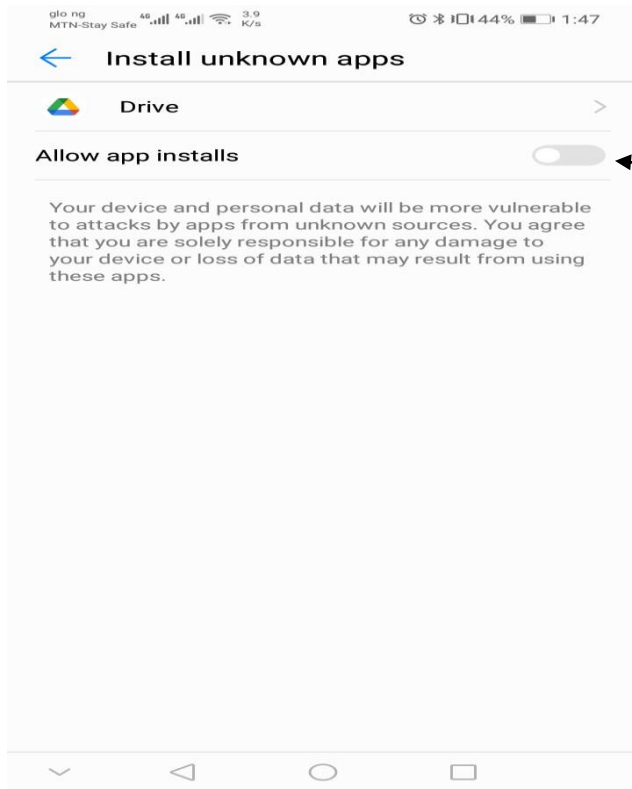 glo ng
MTN-Stay Safe 4G 4G 3.9 K/s 44% 1:47
Install unknown apps
Drive
Allow app installs
Your device and personal data will be more vulnerable
to attacks by apps from unknown sources. You agree
that you are solely responsible for any damage to
your device or loss of data that may result from using
these apps.